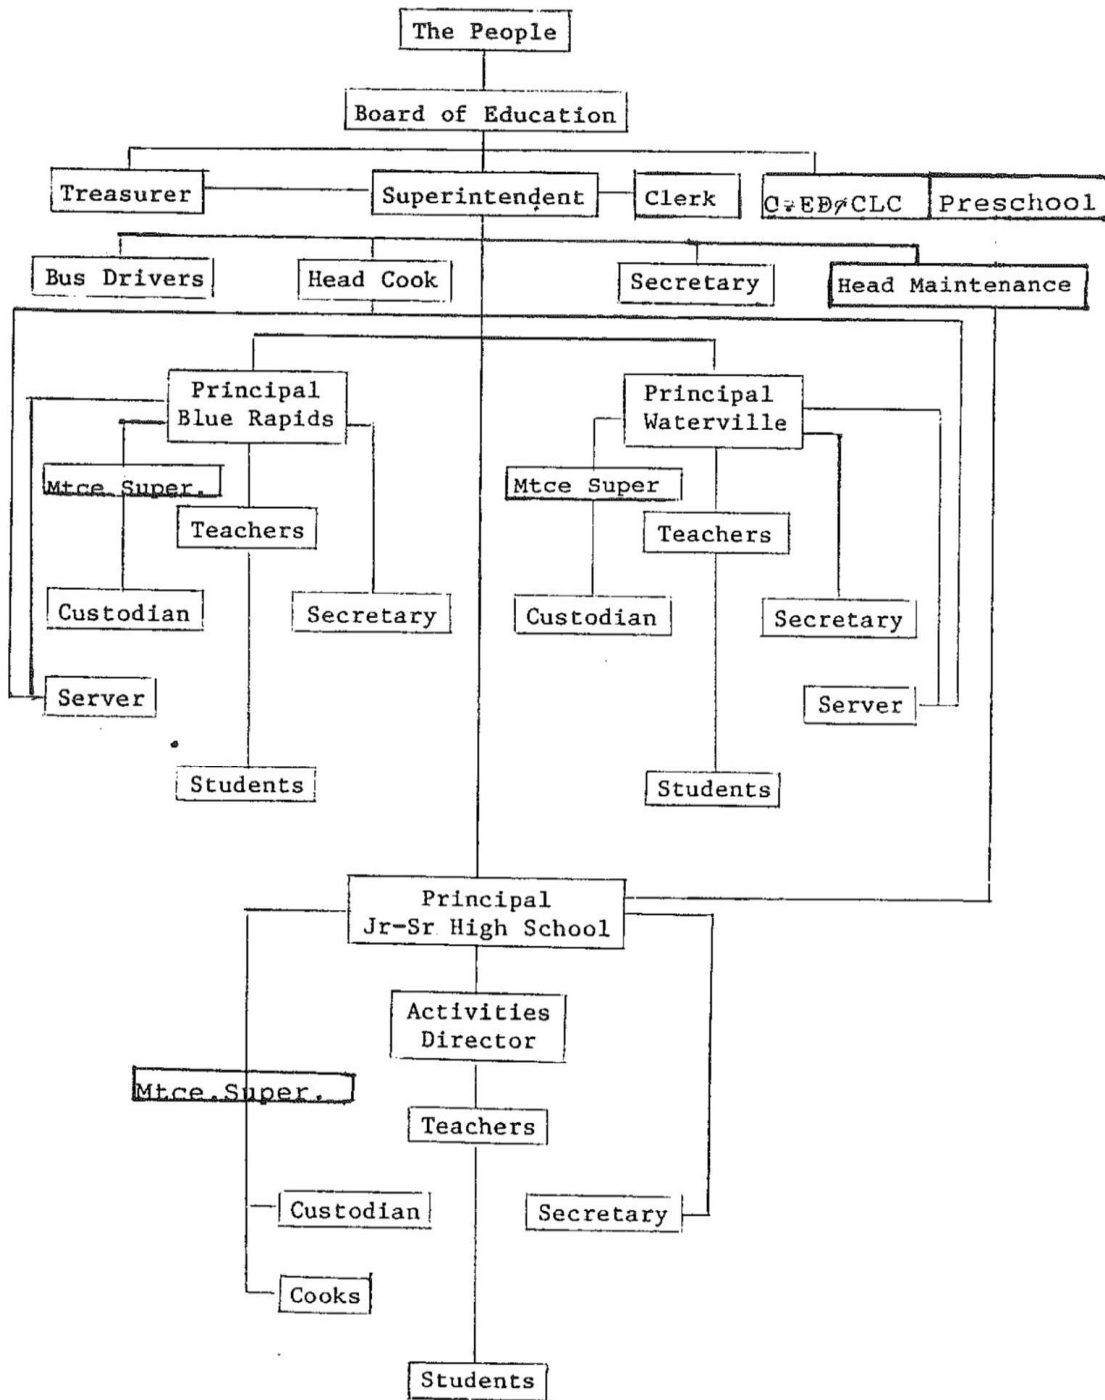 The People
Board of Education
Treasurer
Superintendent
Clerk
CLC
Preschool
Bus Drivers
Head Cook
Secretary
Head Maintenance
Principal
Blue Rapids
Principal
Waterville
Mtce.Super.
Mtce Super
Teachers
Teachers
Custodian
Secretary
Custodian
Secretary
Server
Server
Students
Students
Principal
Jr-Sr High School
Activities
Director
Mtce.Super.
Teachers
Custodian
Secretary
Cooks
Students